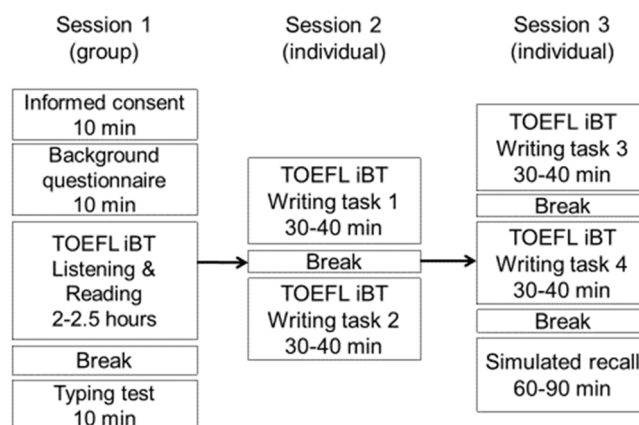 Session 1
(group)
Informed consent
10 min
Background
questionnaire
10 min
TOEFL iBT
Listening &
Reading
2-2.5 hours
Break
Typing test
10 min
Session 2
(individual)
TOEFL iBT
Writing task 1
30-40 min
Break
TOEFL iBT
Writing task 2
30-40 min
Session 3
(individual)
TOEFL iBT
Writing task 3
30-40 min
Break
TOEFL iBT
Writing task 4
30-40 min
Break
Simulated recall
60-90 min